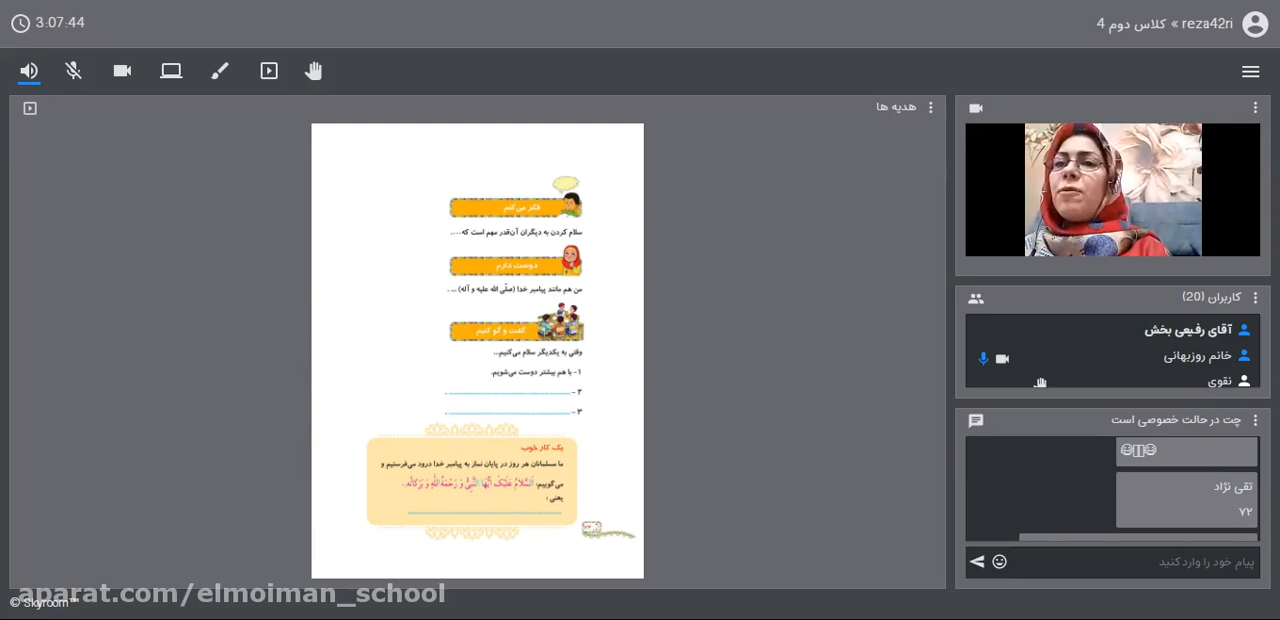 3:07:44
reza42ri » کلاس دوم 4
هدیه ها
فکر می‌کنم
سلام کردن به دیگران آن‌قدر مهم است که ....
دوست دارم
من هم مانند پیامبر خدا (صلّی الله علیه و آله) ... .
گفت و گو کنیم
وقتی به یکدیگر سلام می‌کنیم...
۱- با هم بیشتر دوست می‌شویم.
۲-
۳-
یک کار خوب
ما مسلمانان هر روز در پایان نماز به پیامبر خدا درود می‌فرستیم و
می‌گوییم: اَلسَّلامُ عَلَیْکَ اَیُّهَا النَّبِیُّ وَ رَحْمَةُ اللهِ وَ بَرَکاتُه.
یعنی:
کاربران (20)
آقای رفیعی بخش
خانم روزبهانی
نقوی
چت در حالت خصوصی است
تقی نژاد
۷۲
پیام خود را وارد کنید
aparat.com/elmoiman_school
© Skyroom™